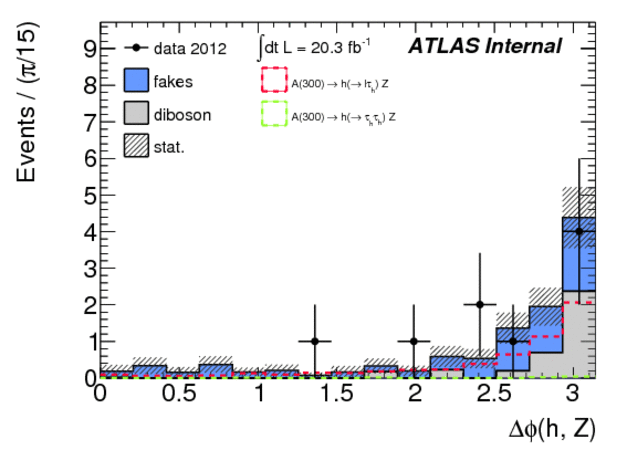 Events / (π/15)
9
8
7
6
5
4
3
2
1
0
data 2012
fakes
diboson
stat.
∫dt L = 20.3 fb⁻¹
A(300) → h(→ lτₕ) Z
A(300) → h(→ τₕτₕ) Z
ATLAS Internal
0 0.5 1 1.5 2 2.5 3
Δϕ(h, Z)